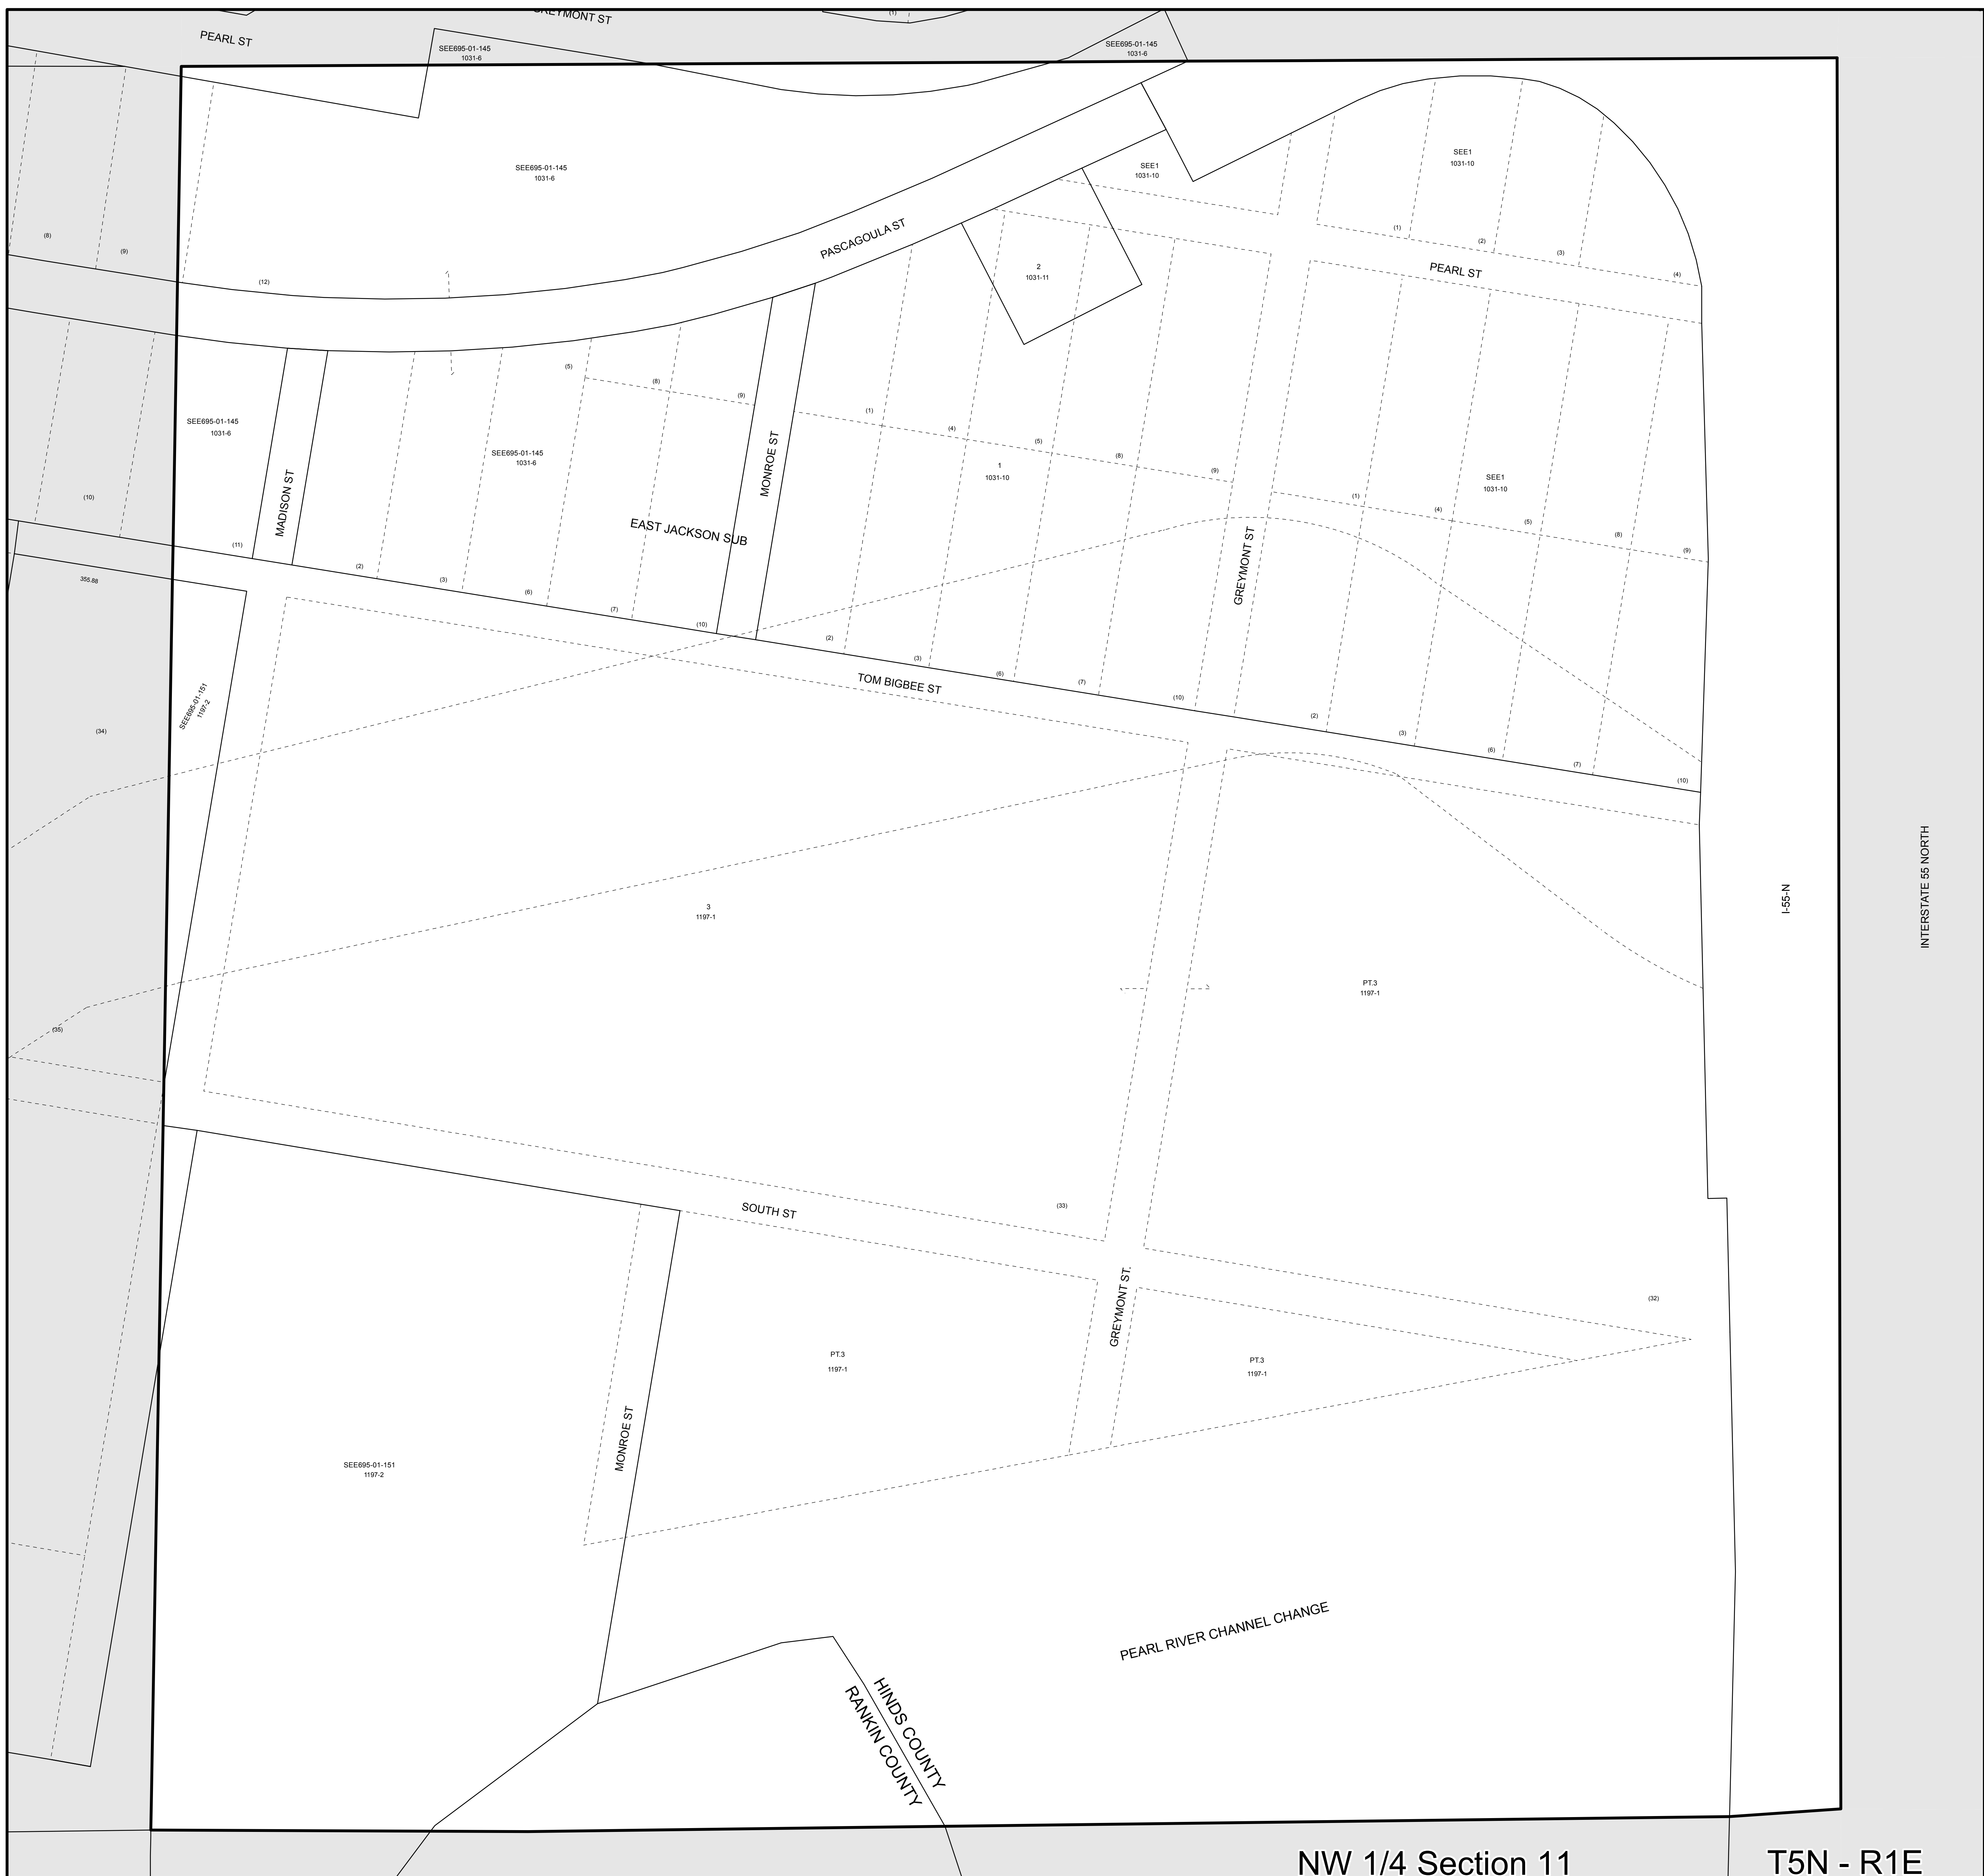 GREYMONT ST
(1)
PEARL ST
SEE695-01-145
1031-6
SEE695-01-145
1031-6
SEE695-01-145
1031-6
SEE1
1031-10
SEE1
1031-10
(8)
(9)
(12)
PASCAGOULA ST
2
1031-11
(1)
(2)
(3)
(4)
PEARL ST
(5)
(8)
(9)
(1)
(4)
(5)
(8)
(9)
SEE695-01-145
1031-6
SEE695-01-145
1031-6
1
1031-10
SEE1
1031-10
(1)
(4)
(5)
(8)
(9)
(10)
(11)
MADISON ST
MONROE ST
EAST JACKSON SUB
GREYMONT ST
355.88
(2)
(3)
(6)
(7)
(10)
(2)
(3)
(6)
(7)
(10)
(2)
(3)
(6)
(7)
(10)
TOM BIGBEE ST
SEE695-01-151
1197-2
(34)
3
1197-1
I-55-N
INTERSTATE 55 NORTH
PT.3
1197-1
(35)
SOUTH ST
(33)
GREYMONT ST.
(32)
PT.3
1197-1
PT.3
1197-1
MONROE ST
SEE695-01-151
1197-2
PEARL RIVER CHANNEL CHANGE
HINDS COUNTY
RANKIN COUNTY
NW 1/4 Section 11
T5N - R1E